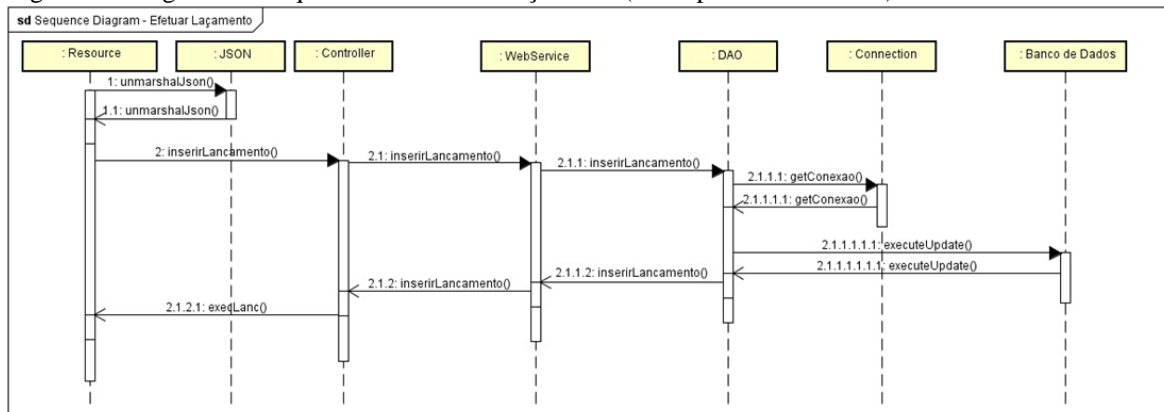 sd Sequence Diagram - Efetuar Laçamento
: Resource
: JSON
: Controller
: WebService
: DAO
: Connection
: Banco de Dados
1: unmarshalJson()
1.1: unmarshalJson()
2: inserirLancamento()
2.1: inserirLancamento()
2.1.1: inserirLancamento()
2.1.1.1: getConexao()
2.1.1.1.1: getConexao()
2.1.1.1.1.1: executeUpdate()
2.1.1.1.1.1.1: executeUpdate()
2.1.1.2: inserirLancamento()
2.1.2: inserirLancamento()
2.1.2.1: execLanc()